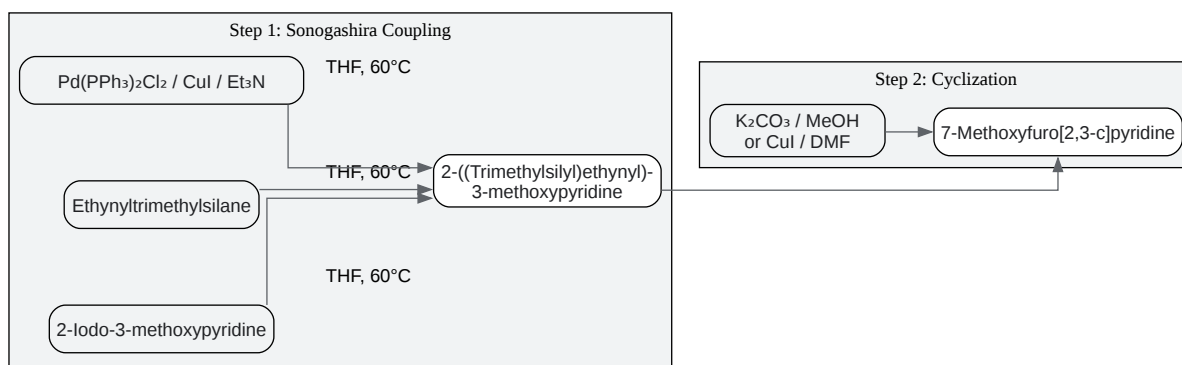 Step 1: Sonogashira Coupling
Pd(PPh₃)₂Cl₂ / CuI / Et₃N
THF, 60°C
THF, 60°C
Ethynyltrimethylsilane
2-((Trimethylsilyl)ethynyl)-
3-methoxypyridine
THF, 60°C
2-Iodo-3-methoxypyridine
Step 2: Cyclization
K₂CO₃ / MeOH
or CuI / DMF
7-Methoxyfuro[2,3-c]pyridine